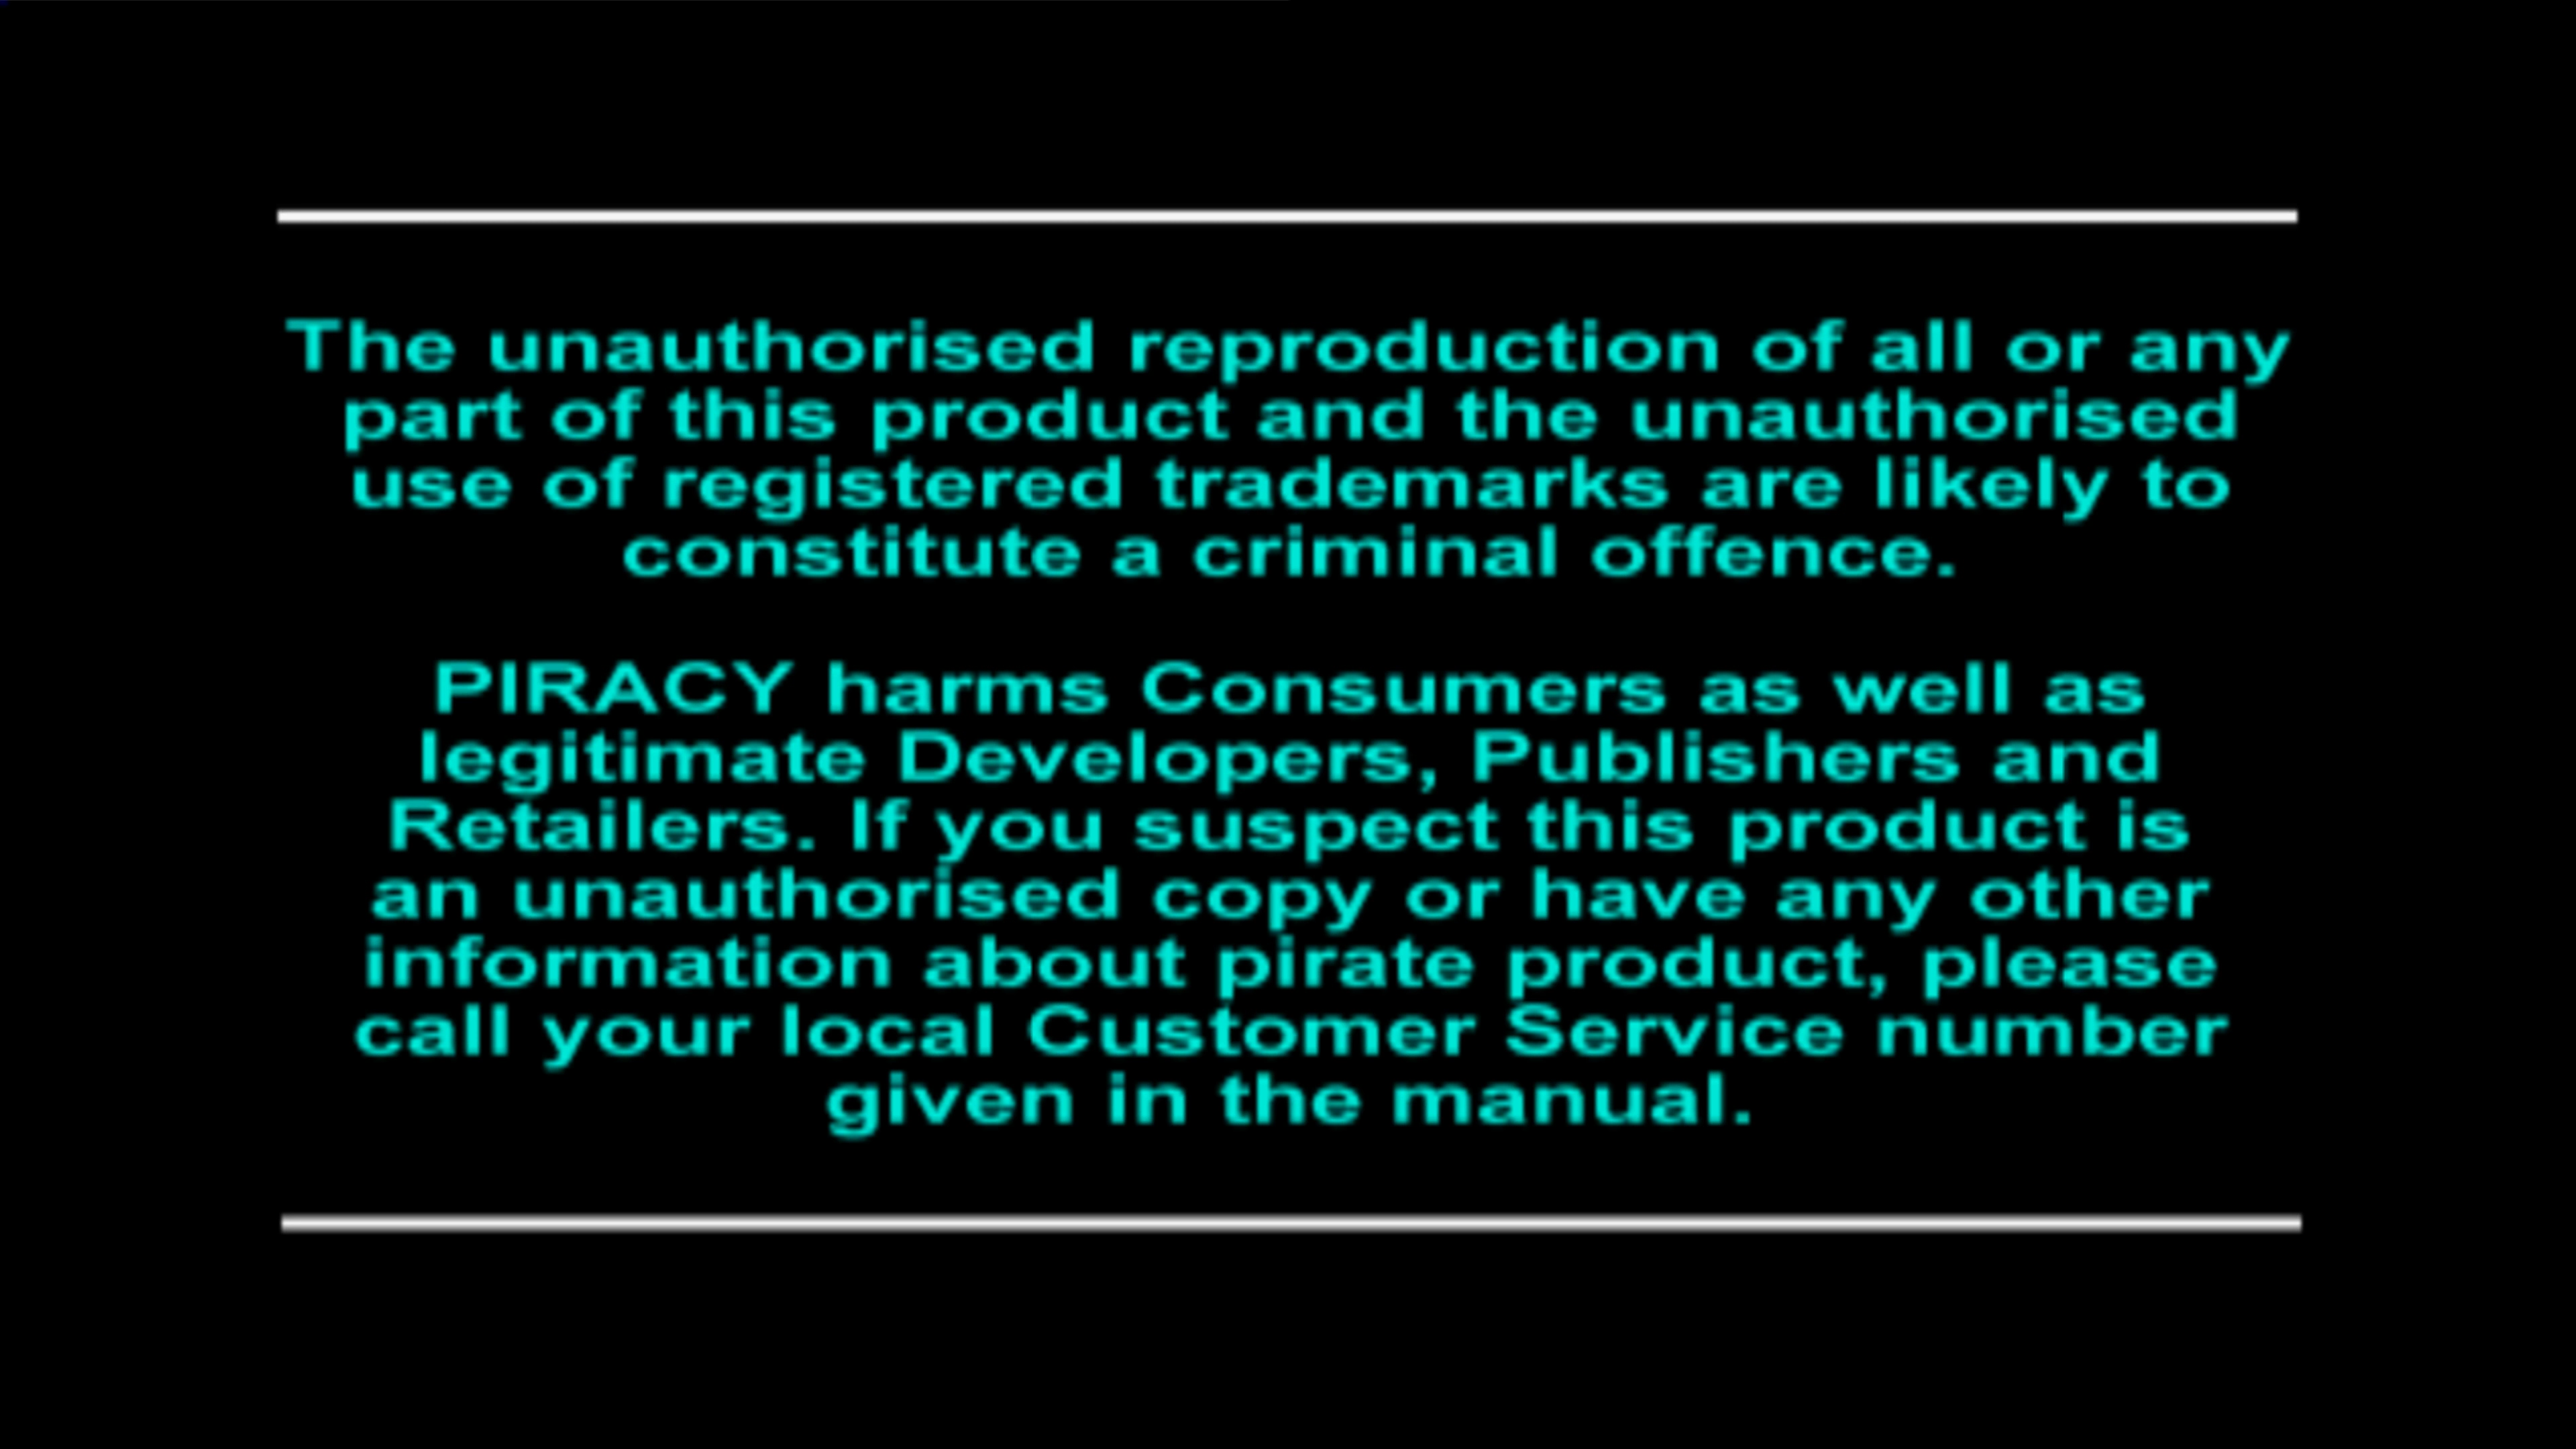 The unauthorised reproduction of all or any
part of this product and the unauthorised
use of registered trademarks are likely to
constitute a criminal offence.
PIRACY harms Consumers as well as
legitimate Developers, Publishers and
Retailers. If you suspect this product is
an unauthorised copy or have any other
information about pirate product, please
call your local Customer Service number
given in the manual.